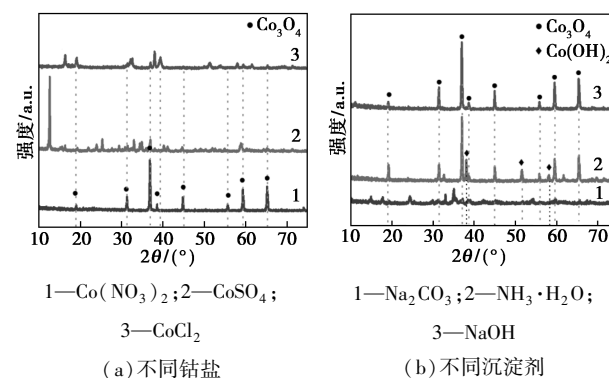 • Co₃O₄
3
2
1
强度/a.u.
10 20 30 40 50 60 70
2θ/(°)
1—Co(NO₃)₂;2—CoSO₄;
3—CoCl₂
(a)不同钴盐
• Co₃O₄
♦ Co(OH)₂
3
2
1
强度/a.u.
10 20 30 40 50 60 70
2θ/(°)
1—Na₂CO₃;2—NH₃·H₂O;
3—NaOH
(b)不同沉淀剂